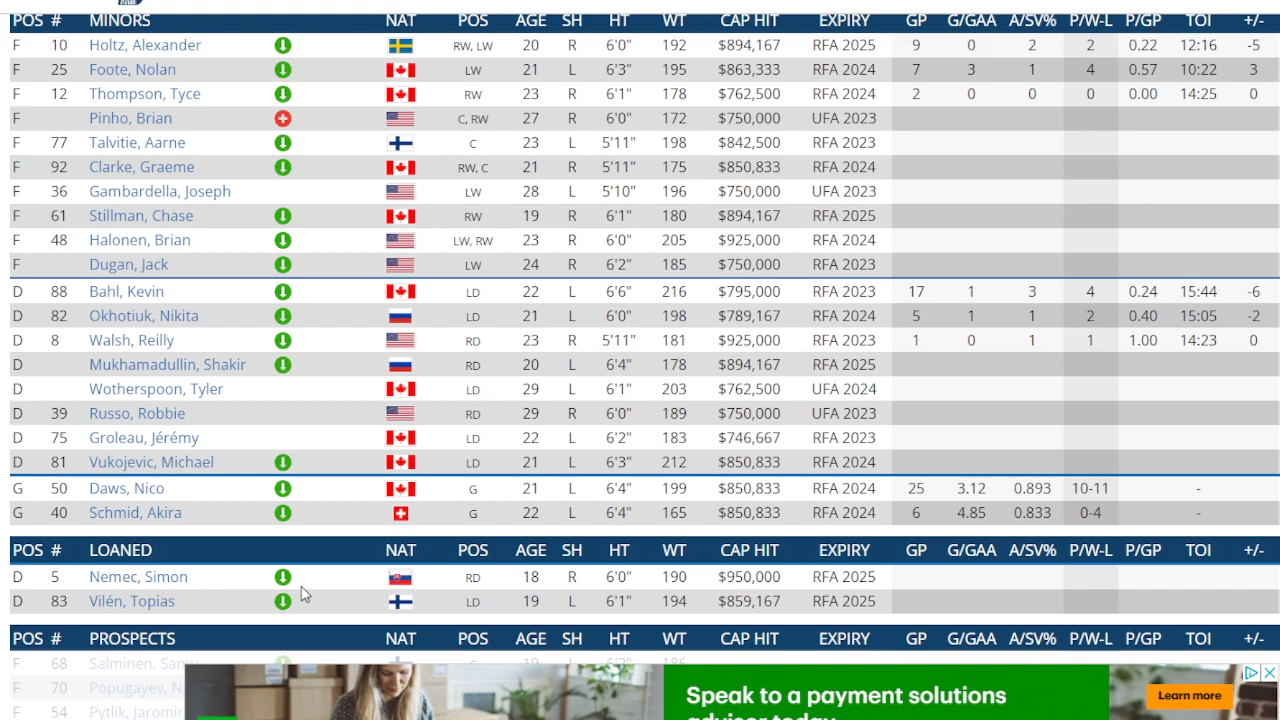 POS # MINORS NAT POS AGE SH HT WT CAP HIT EXPIRY GP G/GAA A/SV% P/W-L P/GP TOI +/-
F 10 Holtz, Alexander RW, LW 20 R 6'0" 192 $894,167 RFA 2025 9 0 2 2 0.22 12:16 -5
F 25 Foote, Nolan LW 21 L 6'3" 195 $863,333 RFA 2024 7 3 1 4 0.57 10:22 3
F 12 Thompson, Tyce RW 23 R 6'1" 178 $762,500 RFA 2024 2 0 0 0 0.00 14:25 0
F Pinho, Brian C, RW 27 R 6'0" 172 $750,000 UFA 2023
F 77 Talvitie, Aarne C 23 L 5'11" 198 $842,500 RFA 2023
F 92 Clarke, Graeme RW, C 21 R 5'11" 175 $850,833 RFA 2024
F 36 Gambardella, Joseph LW 28 L 5'10" 196 $750,000 UFA 2023
F 61 Stillman, Chase RW 19 R 6'1" 180 $894,167 RFA 2025
F 48 Halonen, Brian LW, RW 23 R 6'0" 205 $925,000 RFA 2024
F Dugan, Jack LW 24 R 6'2" 185 $750,000 RFA 2023
D 88 Bahl, Kevin LD 22 L 6'6" 216 $795,000 RFA 2023 17 1 3 4 0.24 15:44 -6
D 82 Okhotiuk, Nikita LD 21 L 6'0" 198 $789,167 RFA 2023 5 1 1 2 0.40 15:05 -2
D 8 Walsh, Reilly RD 23 R 5'11" 181 $925,000 RFA 2023 1 0 1 1 1.00 14:23 0
D Mukhamadullin, Shakir RD 20 L 6'4" 178 $894,167 RFA 2025
D Wotherspoon, Tyler LD 29 L 6'1" 203 $762,500 UFA 2024
D 39 Russo, Robbie RD 29 R 6'0" 189 $750,000 UFA 2023
D 75 Groleau, Jérémy LD 22 L 6'2" 183 $746,667 RFA 2023
D 81 Vukojevic, Michael LD 21 L 6'3" 212 $850,833 RFA 2024
G 50 Daws, Nico G 21 L 6'4" 199 $850,833 RFA 2024 25 3.12 0.893 10-11 -
G 40 Schmid, Akira G 22 L 6'4" 165 $850,833 RFA 2024 6 4.85 0.833 0-4 -
POS # LOANED NAT POS AGE SH HT WT CAP HIT EXPIRY GP G/GAA A/SV% P/W-L P/GP TOI +/-
D 5 Nemec, Simon RD 18 R 6'0" 190 $950,000 RFA 2025
D 83 Vilén, Topias LD 19 L 6'1" 194 $859,167 RFA 2025
POS # PROSPECTS NAT POS AGE SH HT WT CAP HIT EXPIRY GP G/GAA A/SV% P/W-L P/GP TOI +/-
F 68 Salminen,
F 70 Popugayev,
54 Pytlik, Jaromir
Speak to a payment solutions
advisor today
Learn more